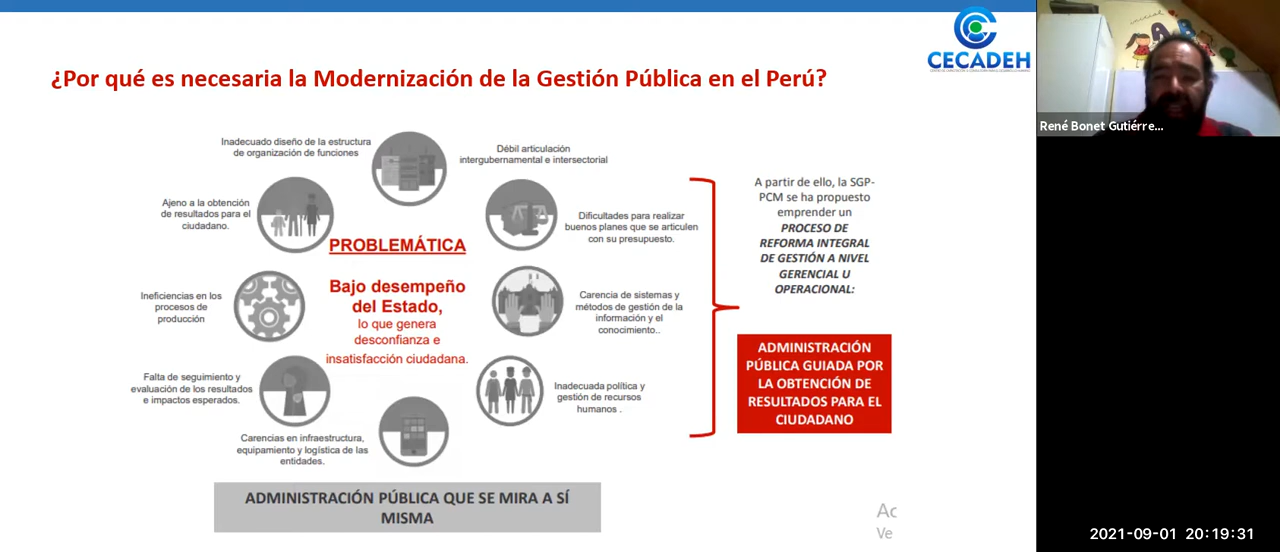 CECADEH
¿Por qué es necesaria la Modernización de la Gestión Pública en el Perú?
René Bonet Gutiérre...
Inadecuado diseño de la estructura
de organización de funciones
Débil articulación
intergubernamental e intersectorial
Ajeno a la obtención
de resultados para el
ciudadano.
Dificultades para realizar
buenos planes que se articulen
con su presupuesto.
PROBLEMÁTICA
Bajo desempeño
del Estado,
lo que genera
desconfianza e
insatisfacción ciudadana.
Ineficiencias en los
procesos de
producción
Carencia de sistemas y
métodos de gestión de la
información y el
conocimiento..
Falta de seguimiento y
evaluación de los resultados
e impactos esperados.
Inadecuada política y
gestión de recursos
humanos .
Carencias en infraestructura,
equipamiento y logística de las
entidades.
ADMINISTRACIÓN PÚBLICA QUE SE MIRA A SÍ
MISMA
A partir de ello, la SGP-
PCM se ha propuesto
emprender un
PROCESO DE
REFORMA INTEGRAL
DE GESTIÓN A NIVEL
GERENCIAL U
OPERACIONAL:
ADMINISTRACIÓN
PÚBLICA GUIADA POR
LA OBTENCIÓN DE
RESULTADOS PARA EL
CIUDADANO
Ac
Ve
2021-09-01 20:19:31